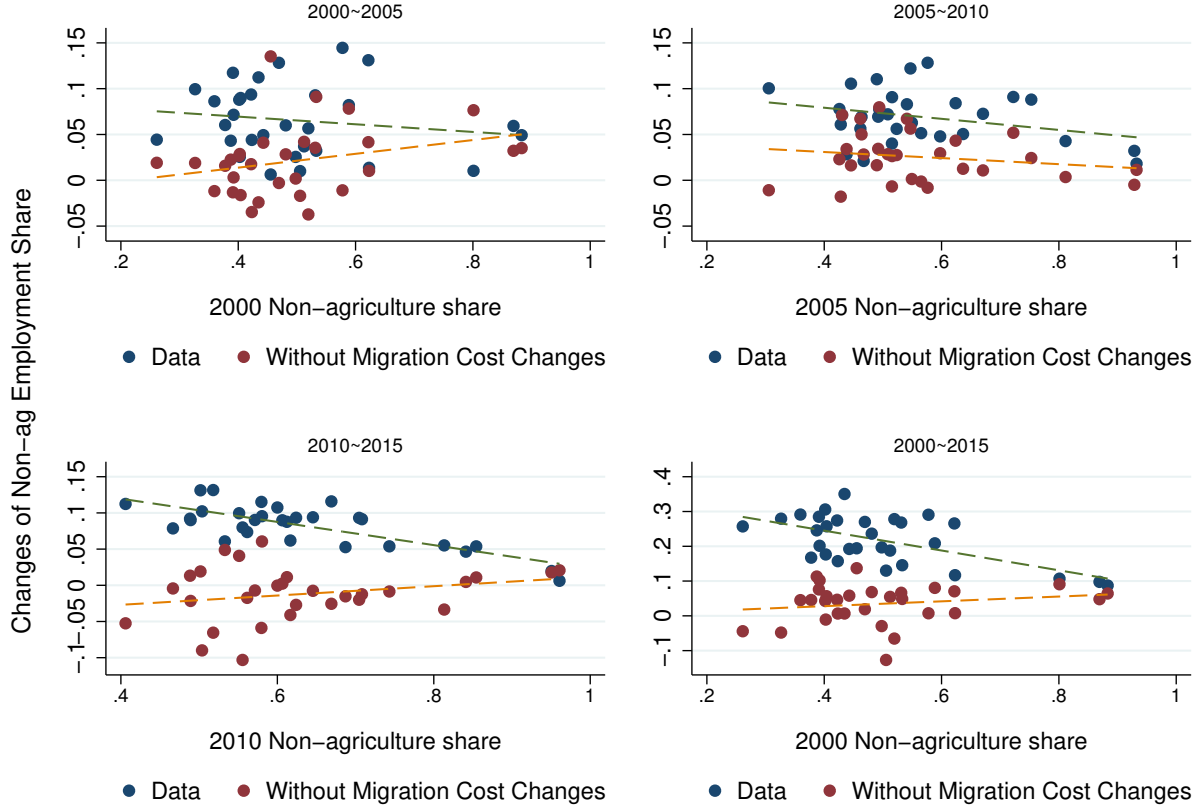 Changes of Non−ag Employment Share
2000~2005
.15
.1
.05
0
−.05
.2 .4 .6 .8 1
2000 Non−agriculture share
Data Without Migration Cost Changes
2005~2010
.15
.1
.05
0
−.05
.2 .4 .6 .8 1
2005 Non−agriculture share
Data Without Migration Cost Changes
2010~2015
.15
.1
.05
0
−.05
−.1
.4 .6 .8 1
2010 Non−agriculture share
Data Without Migration Cost Changes
2000~2015
.4
.3
.2
.1
0
−.1
.2 .4 .6 .8 1
2000 Non−agriculture share
Data Without Migration Cost Changes